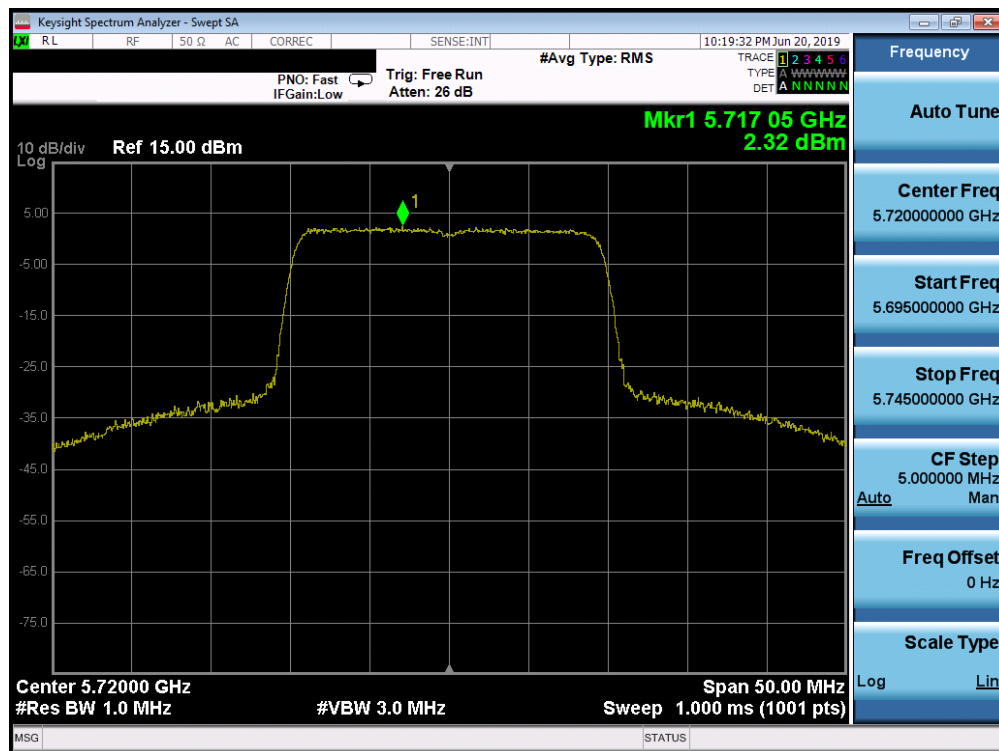 Keysight Spectrum Analyzer - Swept SA
LXI RL RF 50 Ω AC CORREC SENSE:INT 10:19:32 PM Jun 20, 2019
#Avg Type: RMS
TRACE 1 2 3 4 5 6
TYPE A WWWWW
DET A N N N N N
PNO: Fast
IFGain:Low
Trig: Free Run
Atten: 26 dB
Mkr1 5.717 05 GHz
2.32 dBm
10 dB/div
Log
Ref 15.00 dBm
1
5.00
-5.00
-15.0
-25.0
-35.0
-45.0
-55.0
-65.0
-75.0
Center 5.72000 GHz
Span 50.00 MHz
#Res BW 1.0 MHz
#VBW 3.0 MHz
Sweep 1.000 ms (1001 pts)
MSG
STATUS
Frequency
Auto Tune
Center Freq
5.720000000 GHz
Start Freq
5.695000000 GHz
Stop Freq
5.745000000 GHz
CF Step
5.000000 MHz
Auto Man
Freq Offset
0 Hz
Scale Type
Log Lin